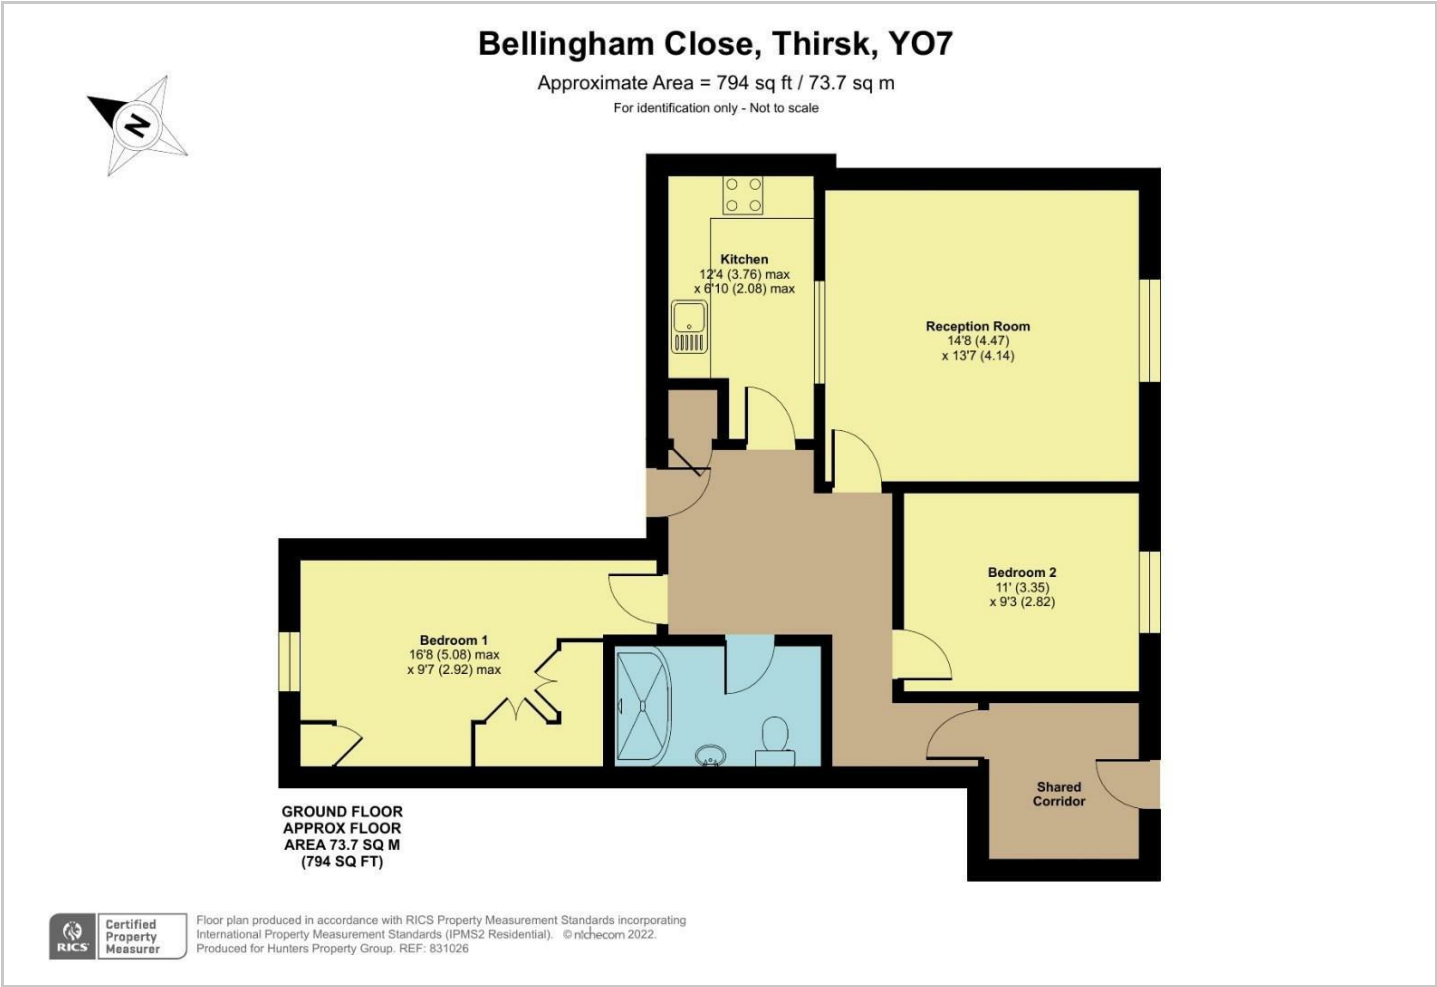 Bellingham Close, Thirsk, YO7
Approximate Area = 794 sq ft / 73.7 sq m
For identification only - Not to scale
N
Kitchen
12'4 (3.76) max
x 6'10 (2.08) max
Reception Room
14'8 (4.47)
x 13'7 (4.14)
Bedroom 2
11' (3.35)
x 9'3 (2.82)
Bedroom 1
16'8 (5.08) max
x 9'7 (2.92) max
Shared
Corridor
GROUND FLOOR
APPROX FLOOR
AREA 73.7 SQ M
(794 SQ FT)
RICS
Certified
Property
Measurer
Floor plan produced in accordance with RICS Property Measurement Standards incorporating
International Property Measurement Standards (IPMS2 Residential). © nichecom 2022.
Produced for Hunters Property Group. REF: 831026